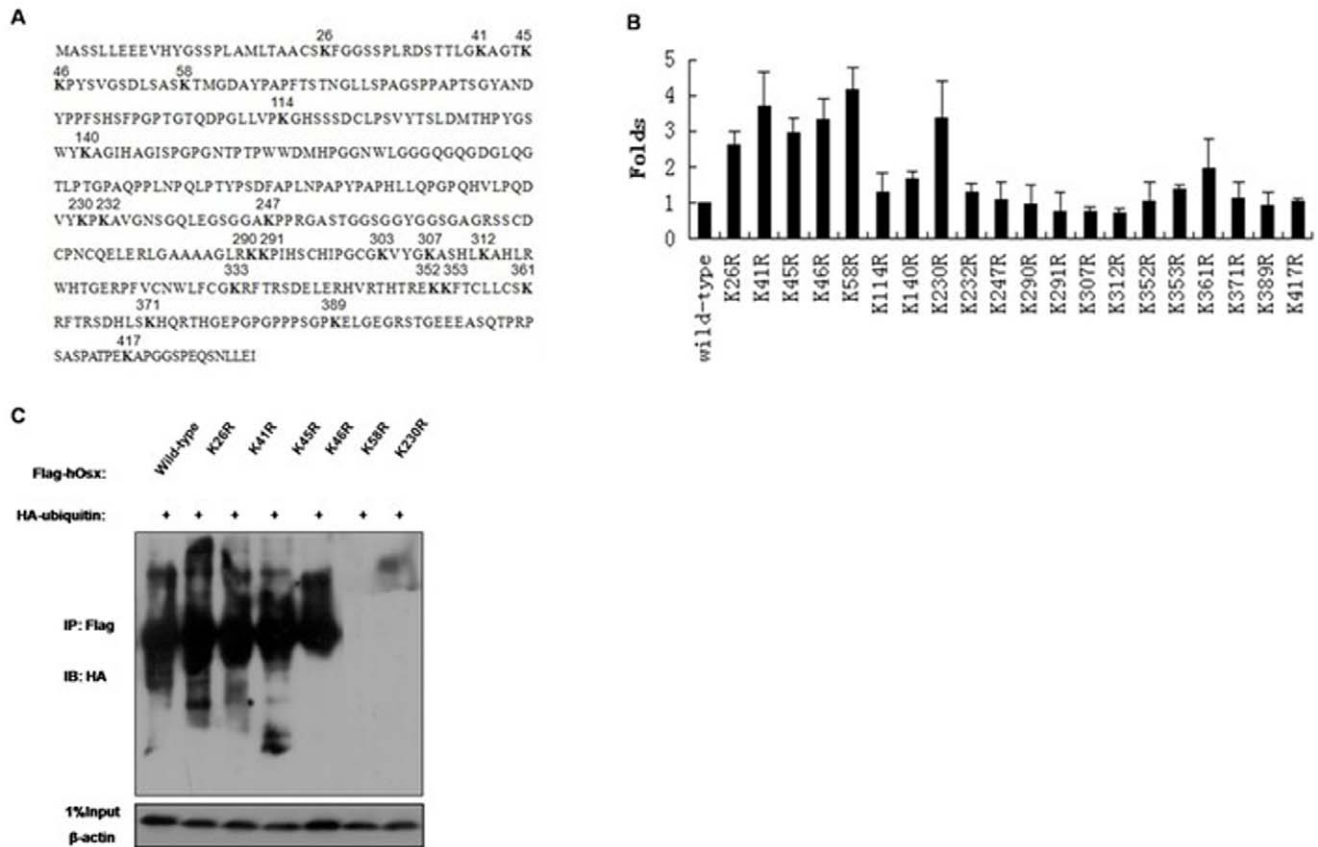 A
26 41 45
MASSLLEEEVHYGSSPLAMLTAACSKFGGSSPLRDSTTLGKAGTK
46 58
KPYSVGSDLSASKTMGDAYPAPFTSTNGLLSPAGSPPAPTSGYAND
114
YPPFSHSFPGPTGTQDPGLLVPKGHSSSDCLPSVYTSLDMTHPYGS
140
WYKAGIHAGISPGPGNTPTPWWDMHPGGNWLGGGQGQGDGLQG
TLPTGPAQPPLNPQLPTYPSDFAPLNPAPYPAPHLLQPGPQHVLPQD
230 232 247
VYKPKAVGNSGQLEGSGGAKPPRGASTGGSGGYGGSGAGRSSCD
CPNCQELERLGAAAAGLRKKPIHSCHIPGCGKVYGKASHLKAHLR
290 291 303 307 312
333 352 353 361
WHTGERPFVCNWLFCGKRFTRSDELERHVRTHTREKKFTCLLCSK
371 389
RFTRSDHLSKHQRTHGEPGPGPPPSGPKELGEGRSTGEEEASQTPRP
417
SASPATPEKAPGGSPEQSNLLEI
B
Folds
5
4
3
2
1
0
wild-type
K26R
K41R
K45R
K46R
K58R
K114R
K140R
K230R
K232R
K247R
K290R
K291R
K307R
K312R
K352R
K353R
K361R
K371R
K389R
K417R
C
Flag-hOsx: Wild-type K26R K41R K45R K46R K58R K230R
HA-ubiquitin: + + + + + + +
IP: Flag
IB: HA
1%Input
β-actin